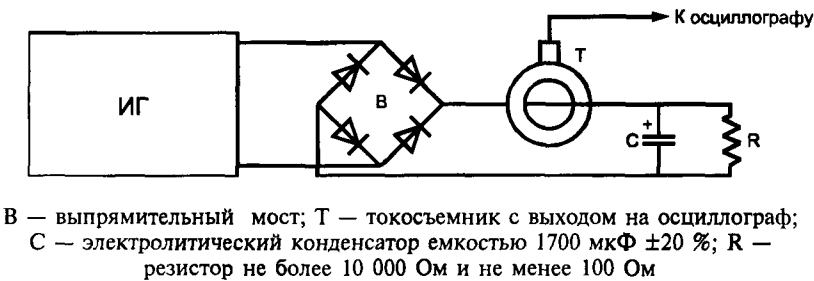 К осциллографу
Т
ИГ
В
+
С
R
В — выпрямительный мост; Т — токосъемник с выходом на осциллограф;
С — электролитический конденсатор емкостью 1700 мкФ ±20 %; R —
резистор не более 10 000 Ом и не менее 100 Ом